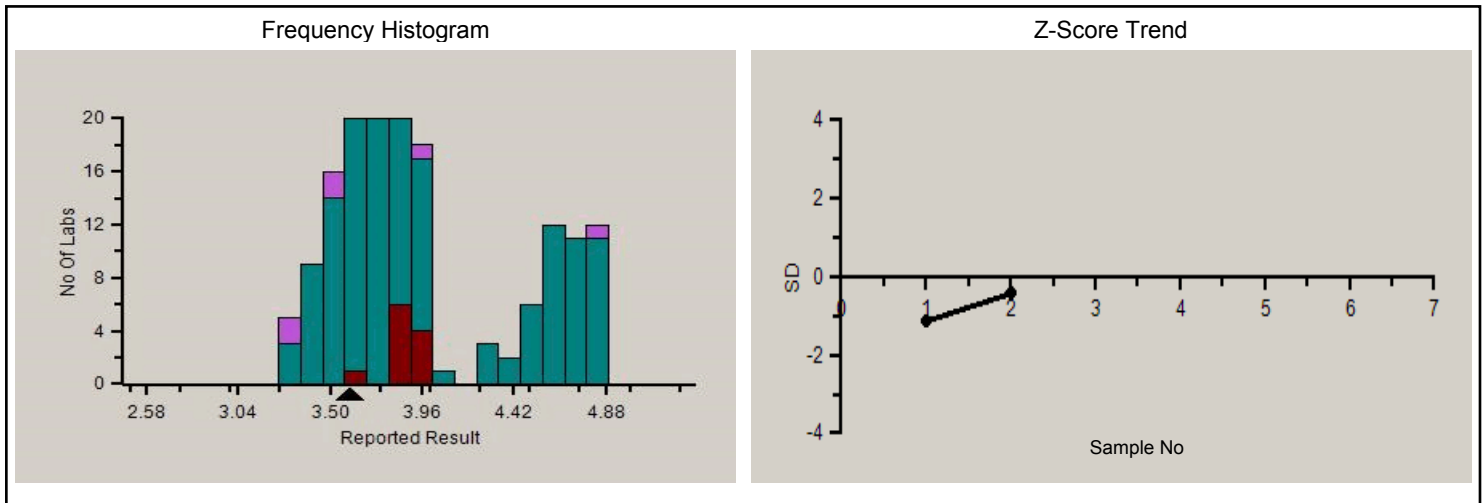 Frequency Histogram
20
16
12
8
4
0
No Of Labs
2.58 3.04 3.50 3.96 4.42 4.88
Reported Result
Z-Score Trend
4
2
0
-2
-4
SD
0 1 2 3 4 5 6 7
Sample No